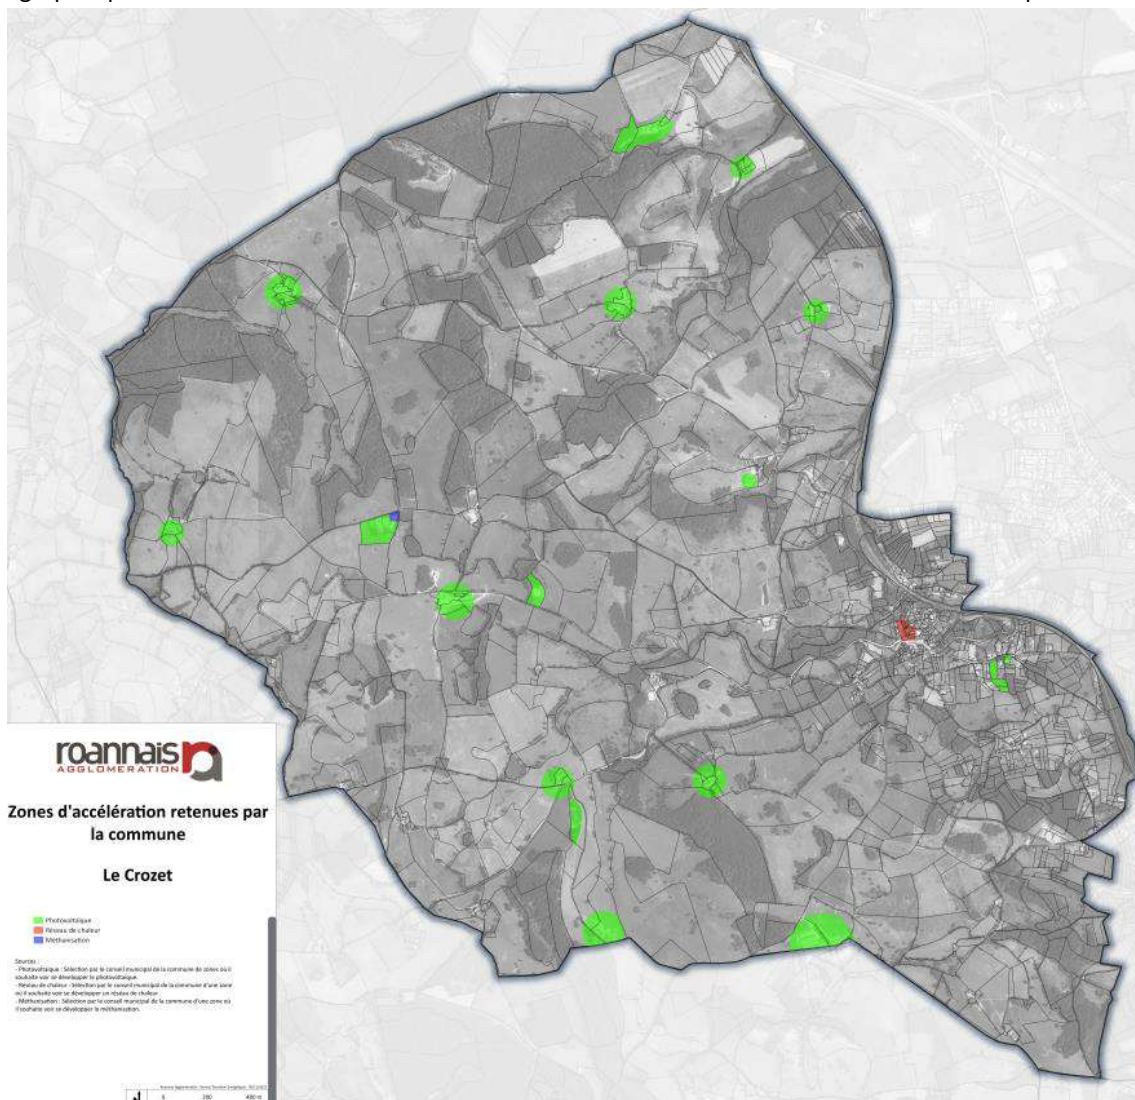 roannais
AGGLOMERATION
Zones d'accélération retenues par
la commune
Le Crozet
Photovoltaïque
Réseau de chaleur
Méthanisation
Sources :
- Photovoltaïque : Sélection par le conseil municipal de la commune de zones où il
souhaite voir se développer le photovoltaïque.
- Réseau de chaleur : Sélection par le conseil municipal de la commune d'une zone
où il souhaite voir se développer un réseau de chaleur.
- Méthanisation : Sélection par le conseil municipal de la commune d'une zone où
il souhaite voir se développer la méthanisation.
0 200 400 m